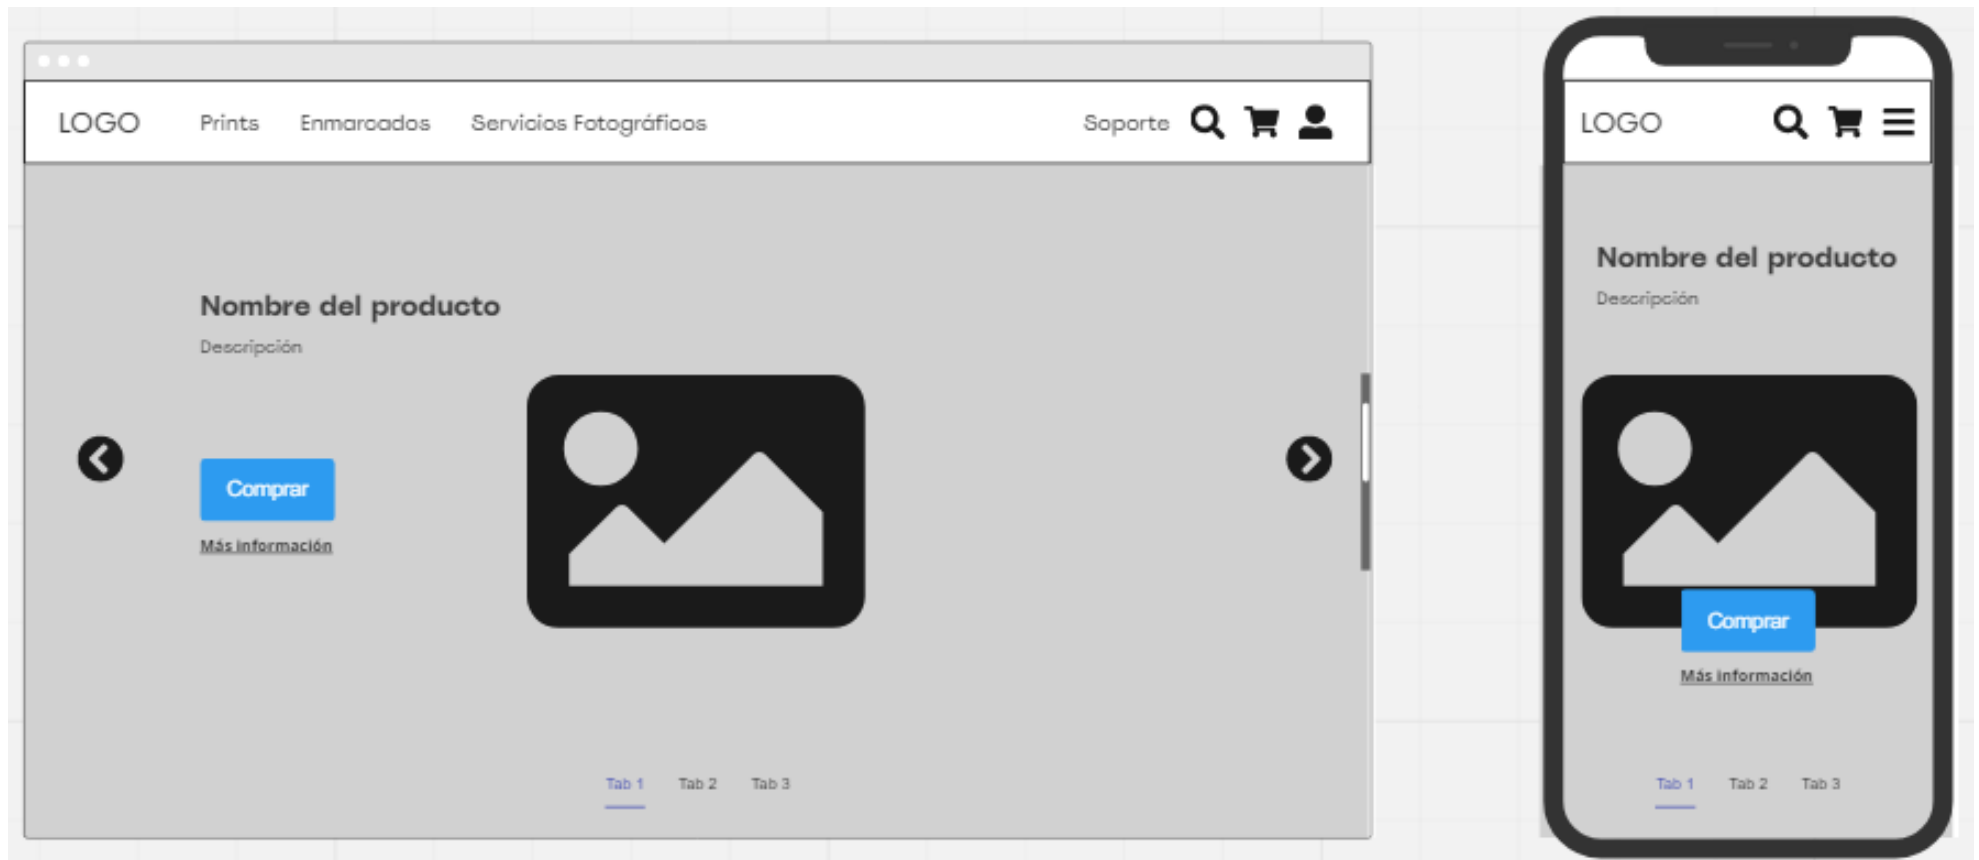 LOGO Prints Enmarcados Servicios Fotográficos Soporte
Nombre del producto
Descripción
Comprar
Más información
Tab 1 Tab 2 Tab 3
LOGO
Nombre del producto
Descripción
Comprar
Más información
Tab 1 Tab 2 Tab 3